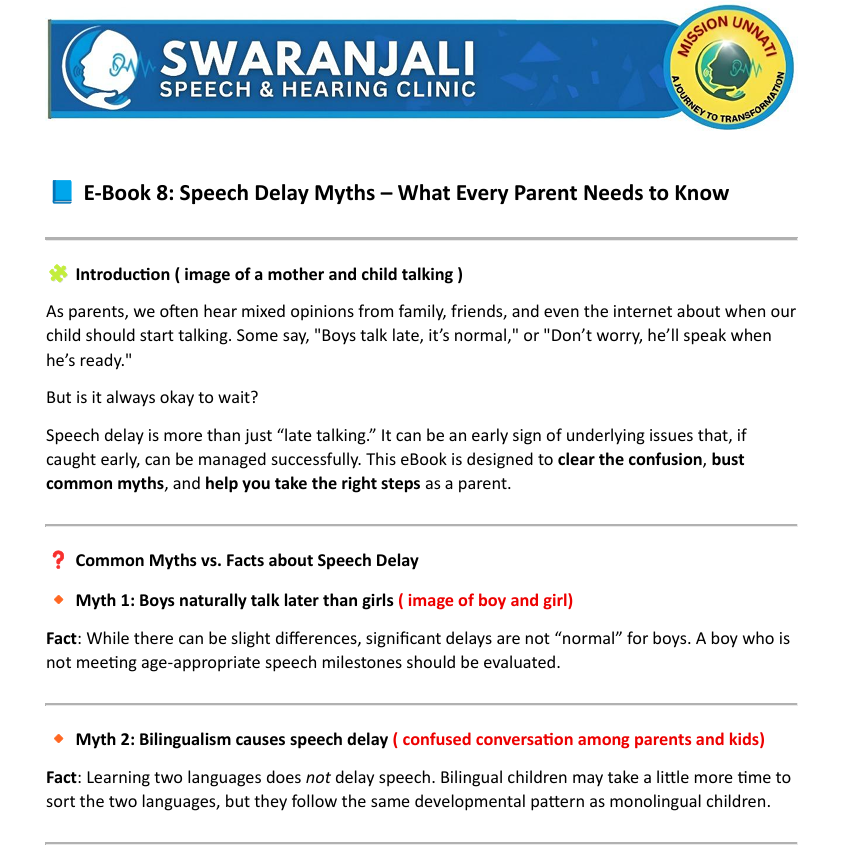 SWARANJALI
SPEECH & HEARING CLINIC
MISSION UNNATI
A JOURNEY TO TRANSFORMATION
📘 E-Book 8: Speech Delay Myths – What Every Parent Needs to Know
🧩 Introduction ( image of a mother and child talking )
As parents, we often hear mixed opinions from family, friends, and even the internet about when our
child should start talking. Some say, "Boys talk late, it’s normal," or "Don’t worry, he’ll speak when
he’s ready."
But is it always okay to wait?
Speech delay is more than just “late talking.” It can be an early sign of underlying issues that, if
caught early, can be managed successfully. This eBook is designed to clear the confusion, bust
common myths, and help you take the right steps as a parent.
❓ Common Myths vs. Facts about Speech Delay
🔸 Myth 1: Boys naturally talk later than girls ( image of boy and girl)
Fact: While there can be slight differences, significant delays are not “normal” for boys. A boy who is
not meeting age-appropriate speech milestones should be evaluated.
🔸 Myth 2: Bilingualism causes speech delay ( confused conversation among parents and kids)
Fact: Learning two languages does not delay speech. Bilingual children may take a little more time to
sort the two languages, but they follow the same developmental pattern as monolingual children.